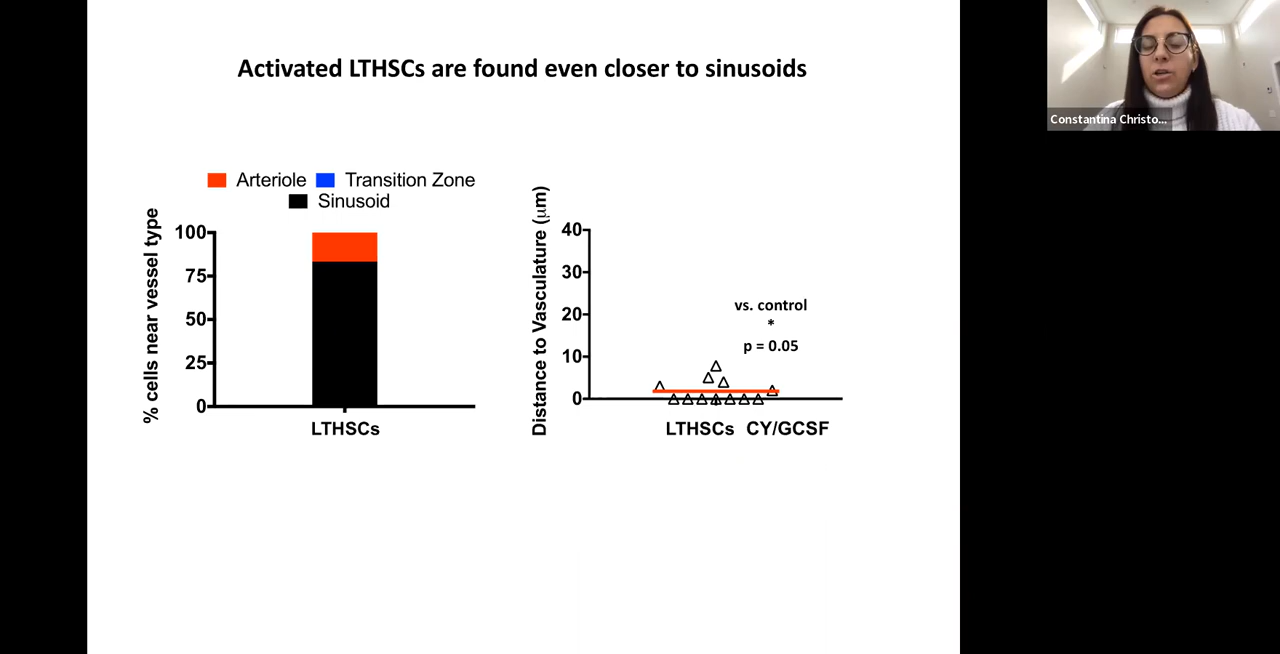 Activated LTHSCs are found even closer to sinusoids
Constantina Christo...
Arteriole Transition Zone
Sinusoid
% cells near vessel type
100
75
50
25
0
LTHSCs
Distance to Vasculature (μm)
40
30
20
10
0
vs. control
*
p = 0.05
LTHSCs CY/GCSF